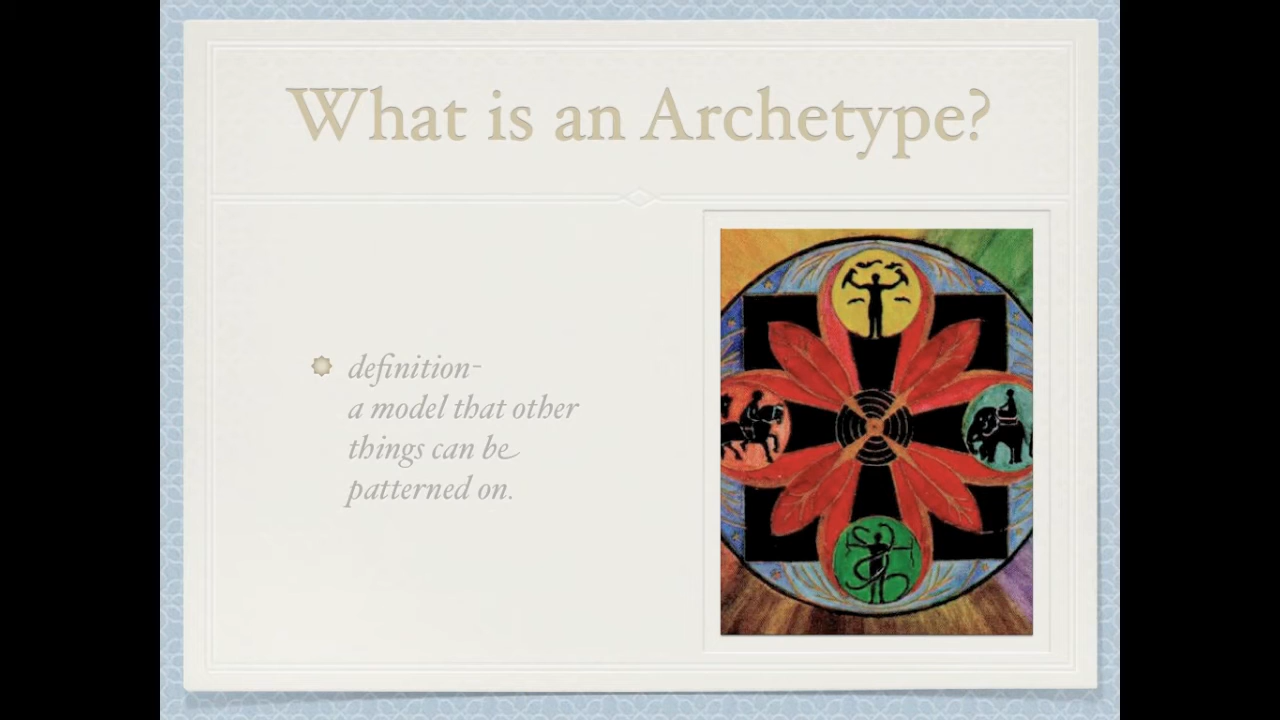 What is an Archetype?
definition-
a model that other
things can be
patterned on.